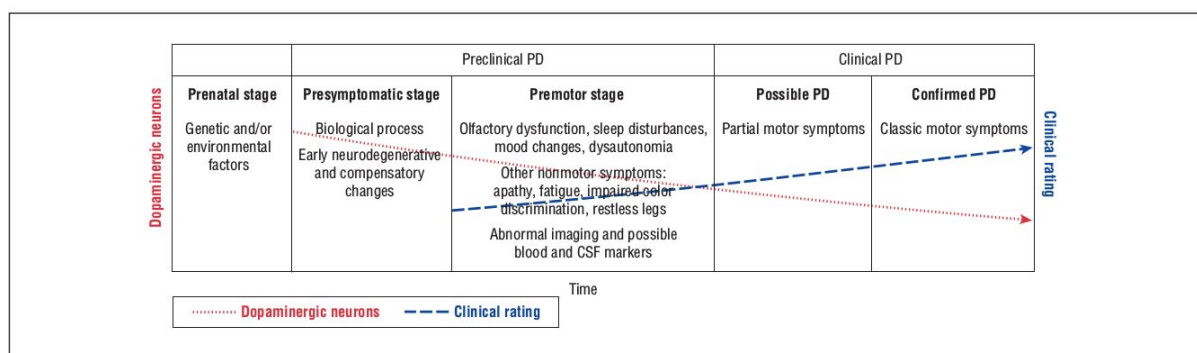 Preclinical PD
Clinical PD
Prenatal stage
Genetic and/or
environmental
factors
Presymptomatic stage
Biological process
Early neurodegenerative
and compensatory
changes
Premotor stage
Olfactory dysfunction, sleep disturbances,
mood changes, dysautonomia
Other nonmotor symptoms:
apathy, fatigue, impaired color
discrimination, restless legs
Abnormal imaging and possible
blood and CSF markers
Possible PD
Partial motor symptoms
Confirmed PD
Classic motor symptoms
Dopaminergic neurons
Clinical rating
Time
Dopaminergic neurons
Clinical rating